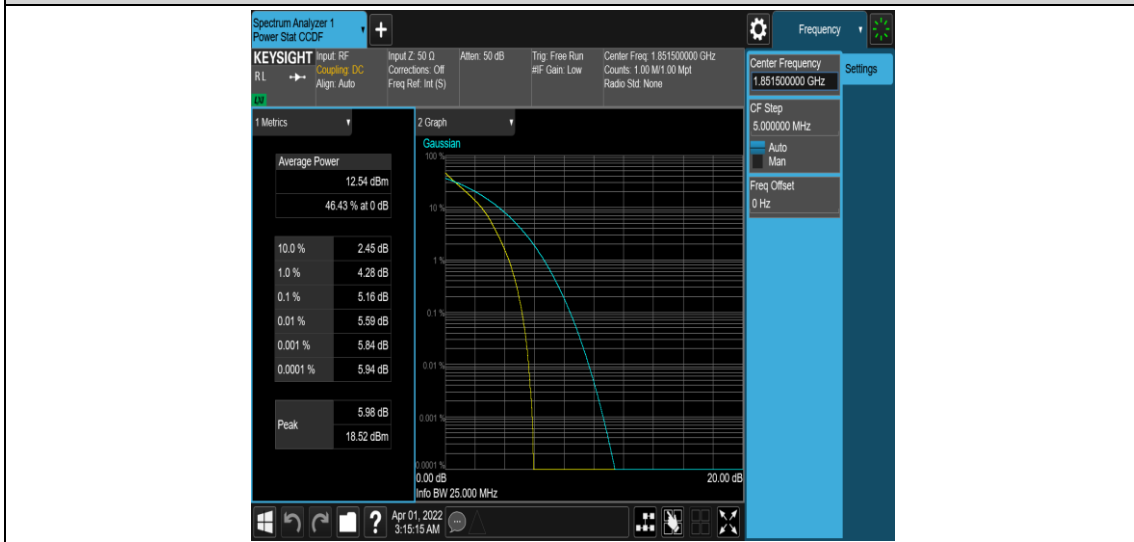 Spectrum Analyzer 1
Power Stat CCDF
+
Frequency
KEYSIGHT
RL
Input: RF
Coupling: DC
Align: Auto
Input Z: 50 Ω
Corrections: Off
Freq Ref: Int (S)
Atten: 50 dB
Trig: Free Run
#IF Gain: Low
Center Freq: 1.851500000 GHz
Counts: 1.00 M/1.00 Mpt
Radio Std: None
Center Frequency
1.851500000 GHz
Settings
CF Step
5.000000 MHz
Auto
Man
Freq Offset
0 Hz
1 Metrics
Average Power
12.54 dBm
46.43 % at 0 dB
10.0 % 2.45 dB
1.0 % 4.28 dB
0.1 % 5.16 dB
0.01 % 5.59 dB
0.001 % 5.84 dB
0.0001 % 5.94 dB
Peak
5.98 dB
18.52 dBm
2 Graph
Gaussian
100 %
10 %
1 %
0.1 %
0.01 %
0.001 %
0.0001 %
0.00 dB 20.00 dB
Info BW 25.000 MHz
?
Apr 01, 2022
3:15:15 AM